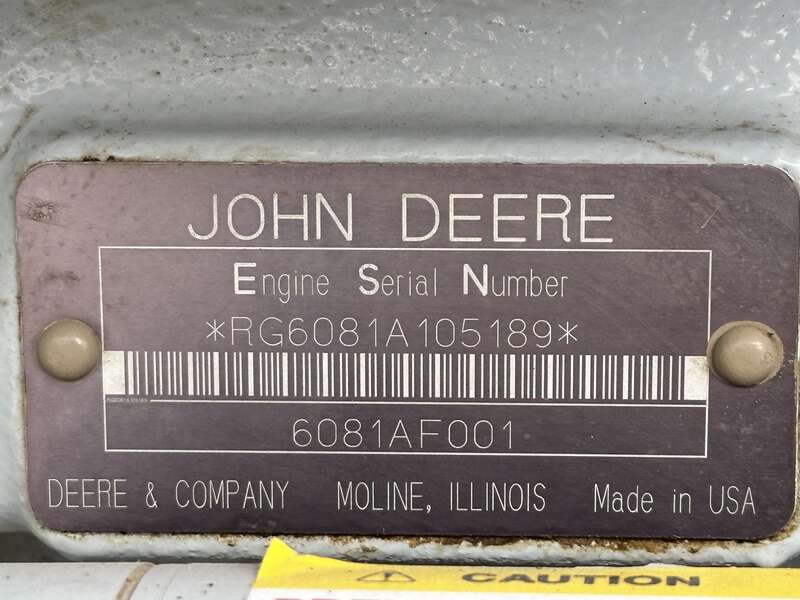 JOHN DEERE
Engine Serial Number
*RG6081A105189*
6081AF001
DEERE & COMPANY MOLINE, ILLINOIS Made in USA
CAUTION